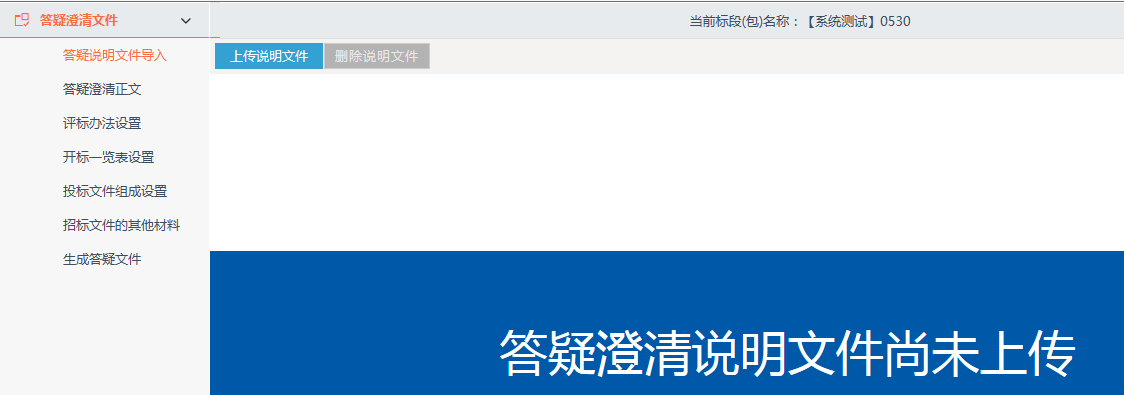 答疑澄清文件
当前标段(包)名称：【系统测试】0530
答疑说明文件导入
上传说明文件
删除说明文件
答疑澄清正文
评标办法设置
开标一览表设置
投标文件组成设置
招标文件的其他材料
生成答疑文件
答疑澄清说明文件尚未上传